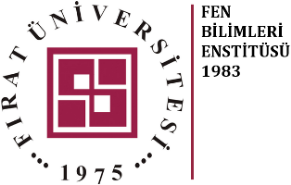 ...FIRAT ÜNİVERSİTESİ...
1975
FEN
BİLİMLERİ
ENSTİTÜSÜ
1983